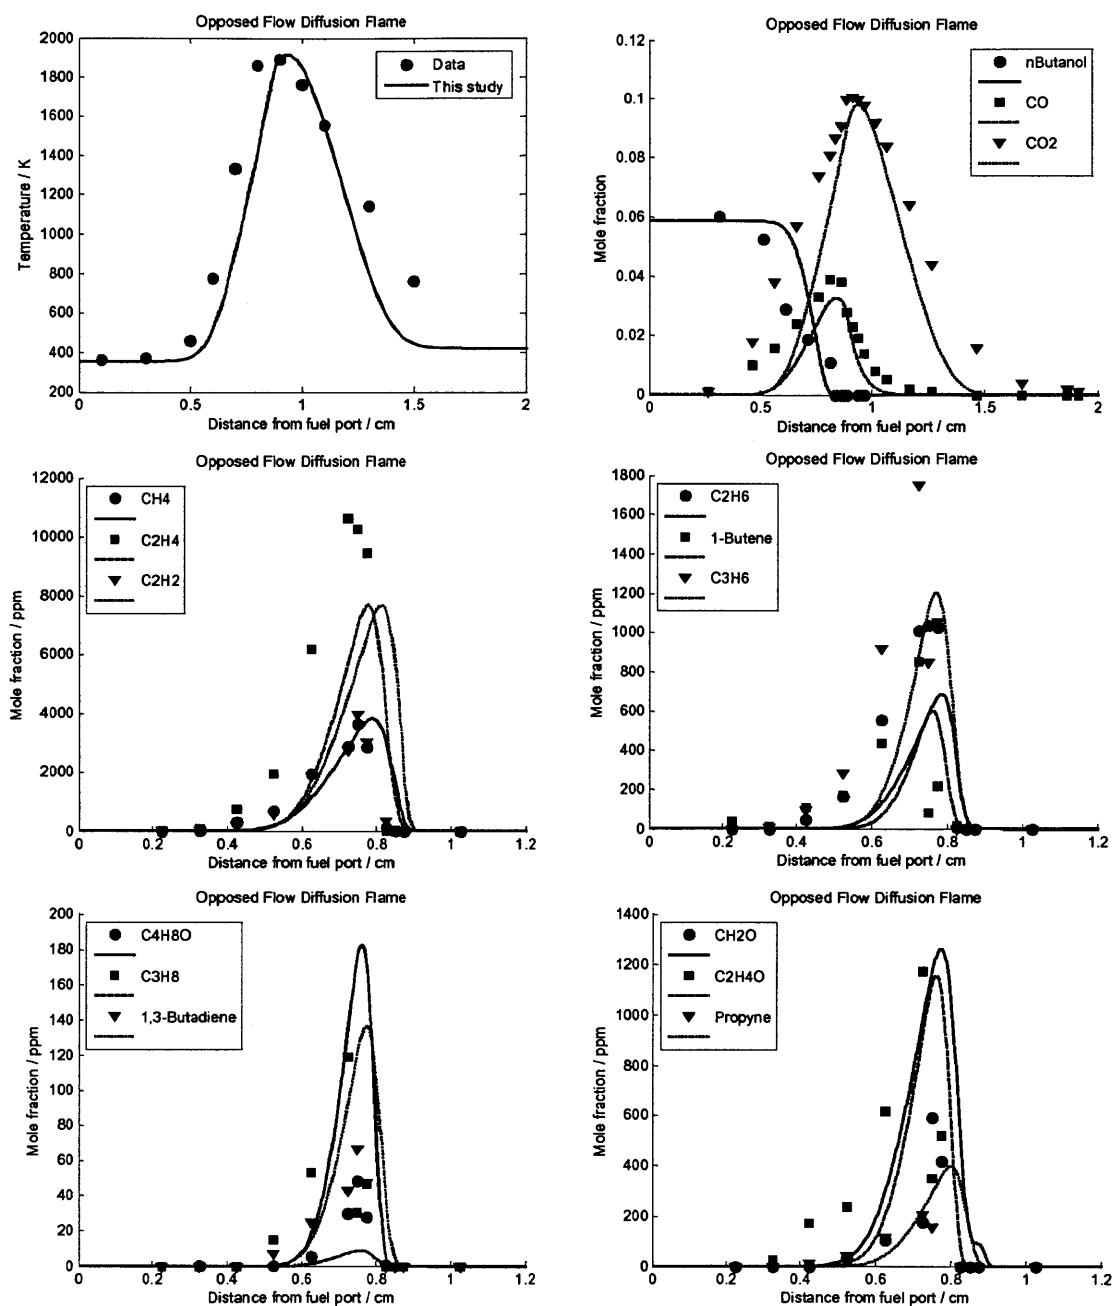 Opposed Flow Diffusion Flame
2000
1800
1600
1400
1200
1000
800
600
400
200
0
0.5
1
1.5
2
Temperature / K
Distance from fuel port / cm
Data
This study
Opposed Flow Diffusion Flame
0.12
0.1
0.08
0.06
0.04
0.02
0
0
0.5
1
1.5
2
Mole fraction
Distance from fuel port / cm
nButanol
CO
CO2
Opposed Flow Diffusion Flame
12000
10000
8000
6000
4000
2000
0
0
0.2
0.4
0.6
0.8
1
1.2
Mole fraction / ppm
Distance from fuel port / cm
CH4
C2H4
C2H2
Opposed Flow Diffusion Flame
1800
1600
1400
1200
1000
800
600
400
200
0
0
0.2
0.4
0.6
0.8
1
1.2
Mole fraction / ppm
Distance from fuel port / cm
C2H6
1-Butene
C3H6
Opposed Flow Diffusion Flame
200
180
160
140
120
100
80
60
40
20
0
0
0.2
0.4
0.6
0.8
1
1.2
Mole fraction / ppm
Distance from fuel port / cm
C4H8O
C3H8
1,3-Butadiene
Opposed Flow Diffusion Flame
1400
1200
1000
800
600
400
200
0
0
0.2
0.4
0.6
0.8
1
1.2
Mole fraction / ppm
Distance from fuel port / cm
CH2O
C2H4O
Propyne